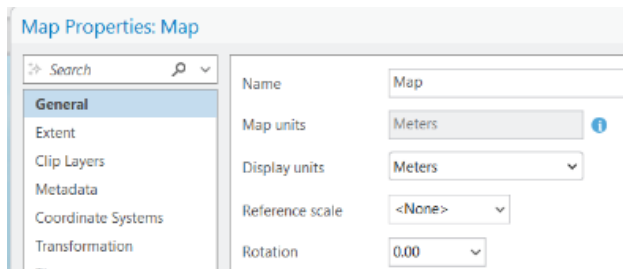 Map Properties: Map
Search
General
Extent
Clip Layers
Metadata
Coordinate Systems
Transformation
Name
Map
Map units
Meters
Display units
Meters
Reference scale
<None>
Rotation
0.00